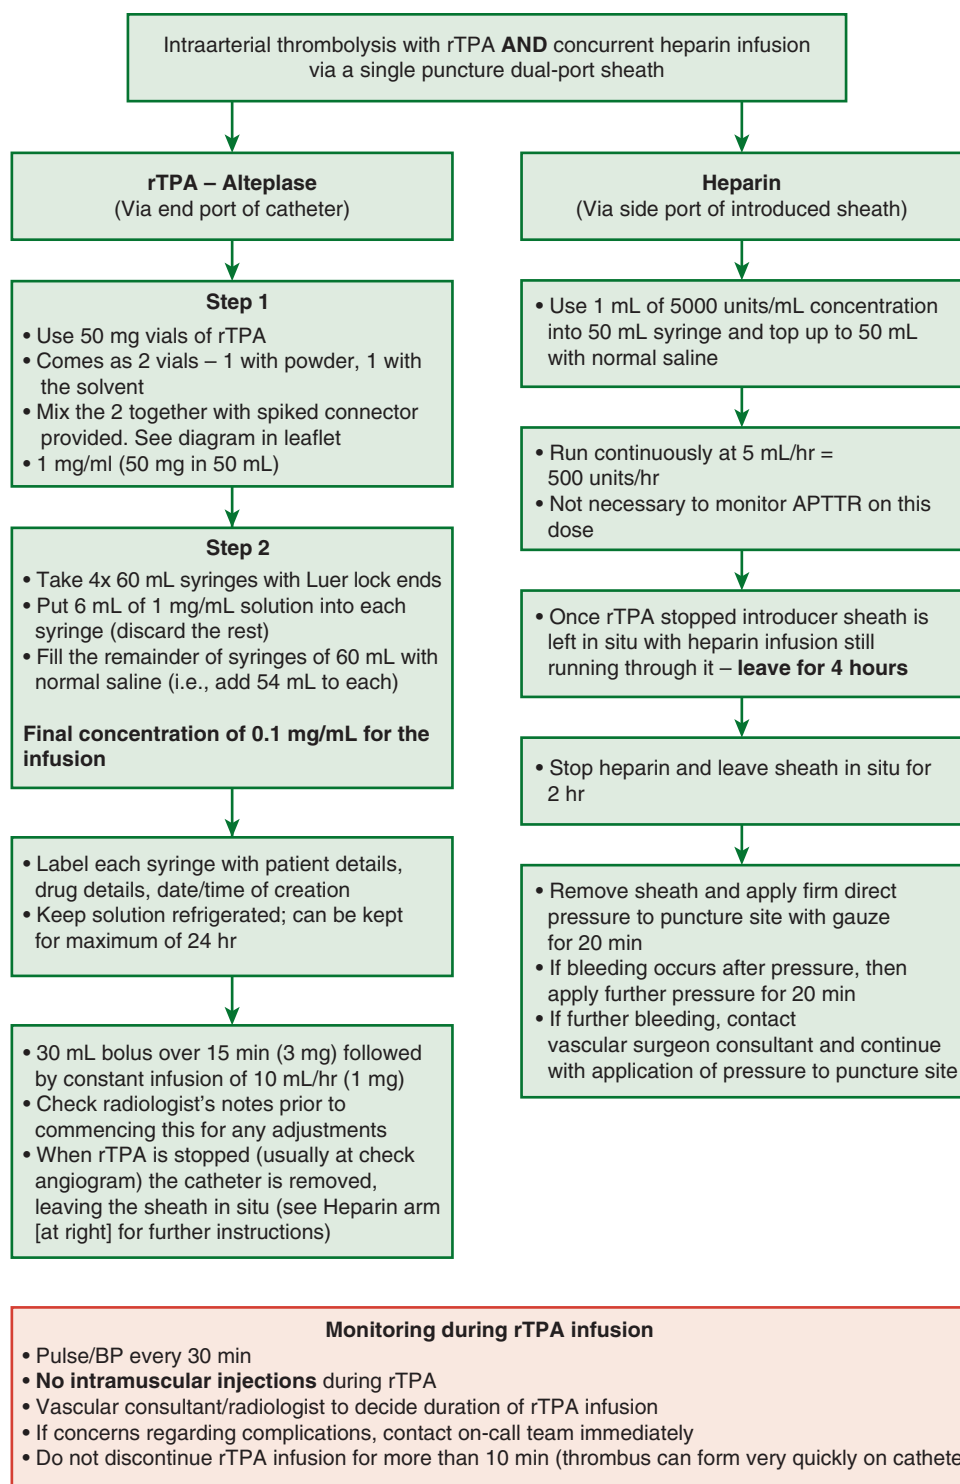 Intraarterial thrombolysis with rTPA AND concurrent heparin infusion
via a single puncture dual-port sheath
rTPA – Alteplase
(Via end port of catheter)
Step 1
• Use 50 mg vials of rTPA
• Comes as 2 vials – 1 with powder, 1 with
the solvent
• Mix the 2 together with spiked connector
provided. See diagram in leaflet
• 1 mg/ml (50 mg in 50 mL)
Step 2
• Take 4x 60 mL syringes with Luer lock ends
• Put 6 mL of 1 mg/mL solution into each
syringe (discard the rest)
• Fill the remainder of syringes of 60 mL with
normal saline (i.e., add 54 mL to each)
Final concentration of 0.1 mg/mL for the
infusion
• Label each syringe with patient details,
drug details, date/time of creation
• Keep solution refrigerated; can be kept
for maximum of 24 hr
• 30 mL bolus over 15 min (3 mg) followed
by constant infusion of 10 mL/hr (1 mg)
• Check radiologist's notes prior to
commencing this for any adjustments
• When rTPA is stopped (usually at check
angiogram) the catheter is removed,
leaving the sheath in situ (see Heparin arm
[at right] for further instructions)
Heparin
(Via side port of introduced sheath)
• Use 1 mL of 5000 units/mL concentration
into 50 mL syringe and top up to 50 mL
with normal saline
• Run continuously at 5 mL/hr =
500 units/hr
• Not necessary to monitor APTTR on this
dose
• Once rTPA stopped introducer sheath is
left in situ with heparin infusion still
running through it – leave for 4 hours
• Stop heparin and leave sheath in situ for
2 hr
• Remove sheath and apply firm direct
pressure to puncture site with gauze
for 20 min
• If bleeding occurs after pressure, then
apply further pressure for 20 min
• If further bleeding, contact
vascular surgeon consultant and continue
with application of pressure to puncture site
Monitoring during rTPA infusion
• Pulse/BP every 30 min
• No intramuscular injections during rTPA
• Vascular consultant/radiologist to decide duration of rTPA infusion
• If concerns regarding complications, contact on-call team immediately
• Do not discontinue rTPA infusion for more than 10 min (thrombus can form very quickly on